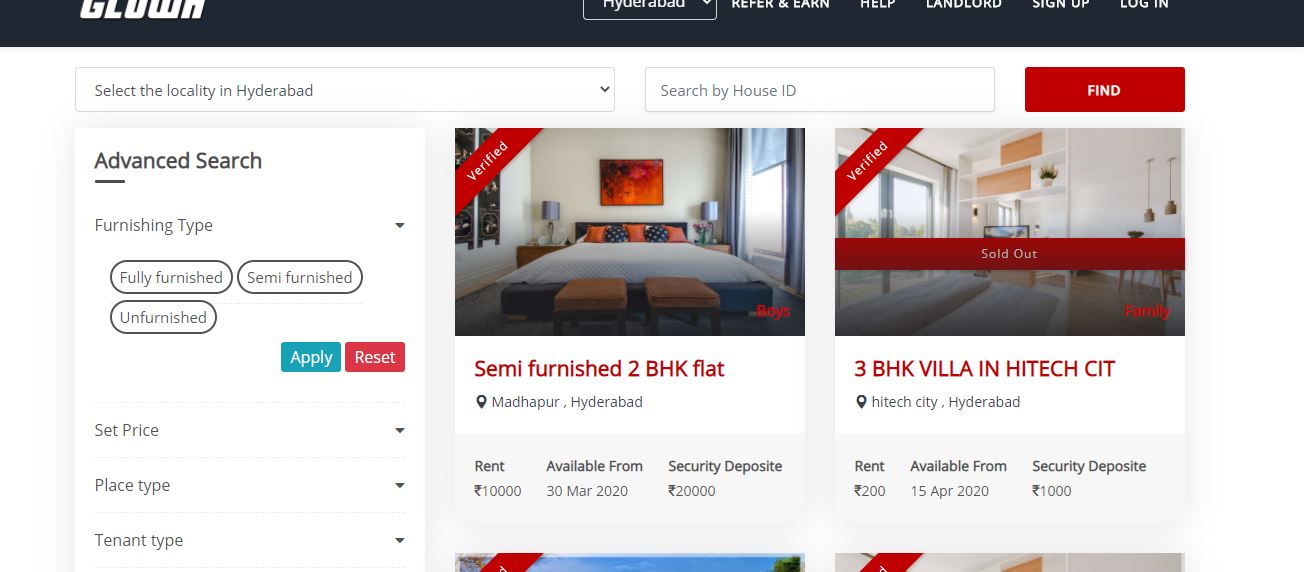 GLOWN
Hyderabad
REFER & EARN
HELP
LANDLORD
SIGN UP
LOG IN
Select the locality in Hyderabad
Search by House ID
FIND
Advanced Search
Furnishing Type
Fully furnished
Semi furnished
Unfurnished
Apply
Reset
Set Price
Place type
Tenant type
Verified
Boys
Semi furnished 2 BHK flat
Madhapur , Hyderabad
Rent
Available From
Security Deposite
₹10000
30 Mar 2020
₹20000
Verified
Sold Out
Family
3 BHK VILLA IN HITECH CIT
hitech city , Hyderabad
Rent
Available From
Security Deposite
₹200
15 Apr 2020
₹1000